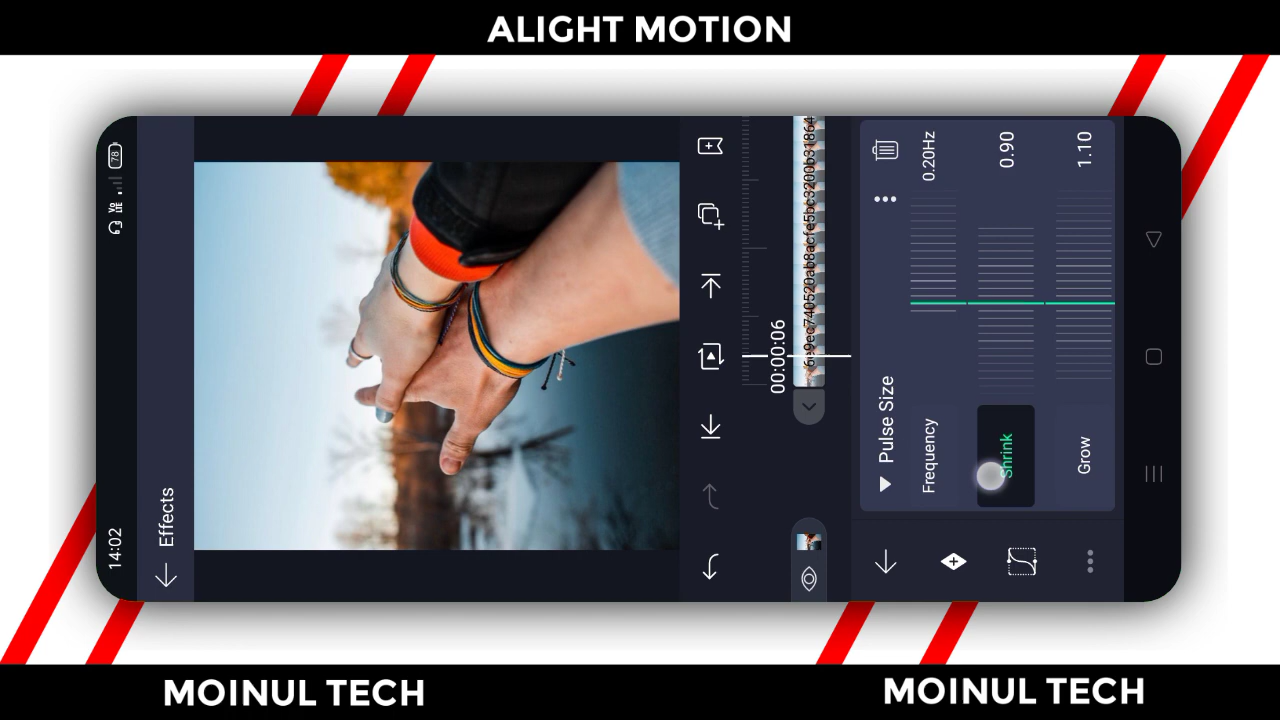 ALIGHT MOTION
14:02
78
Effects
00:00:06
Pulse Size
Frequency
0.20Hz
Shrink
0.90
Grow
1.10
MOINUL TECH
MOINUL TECH